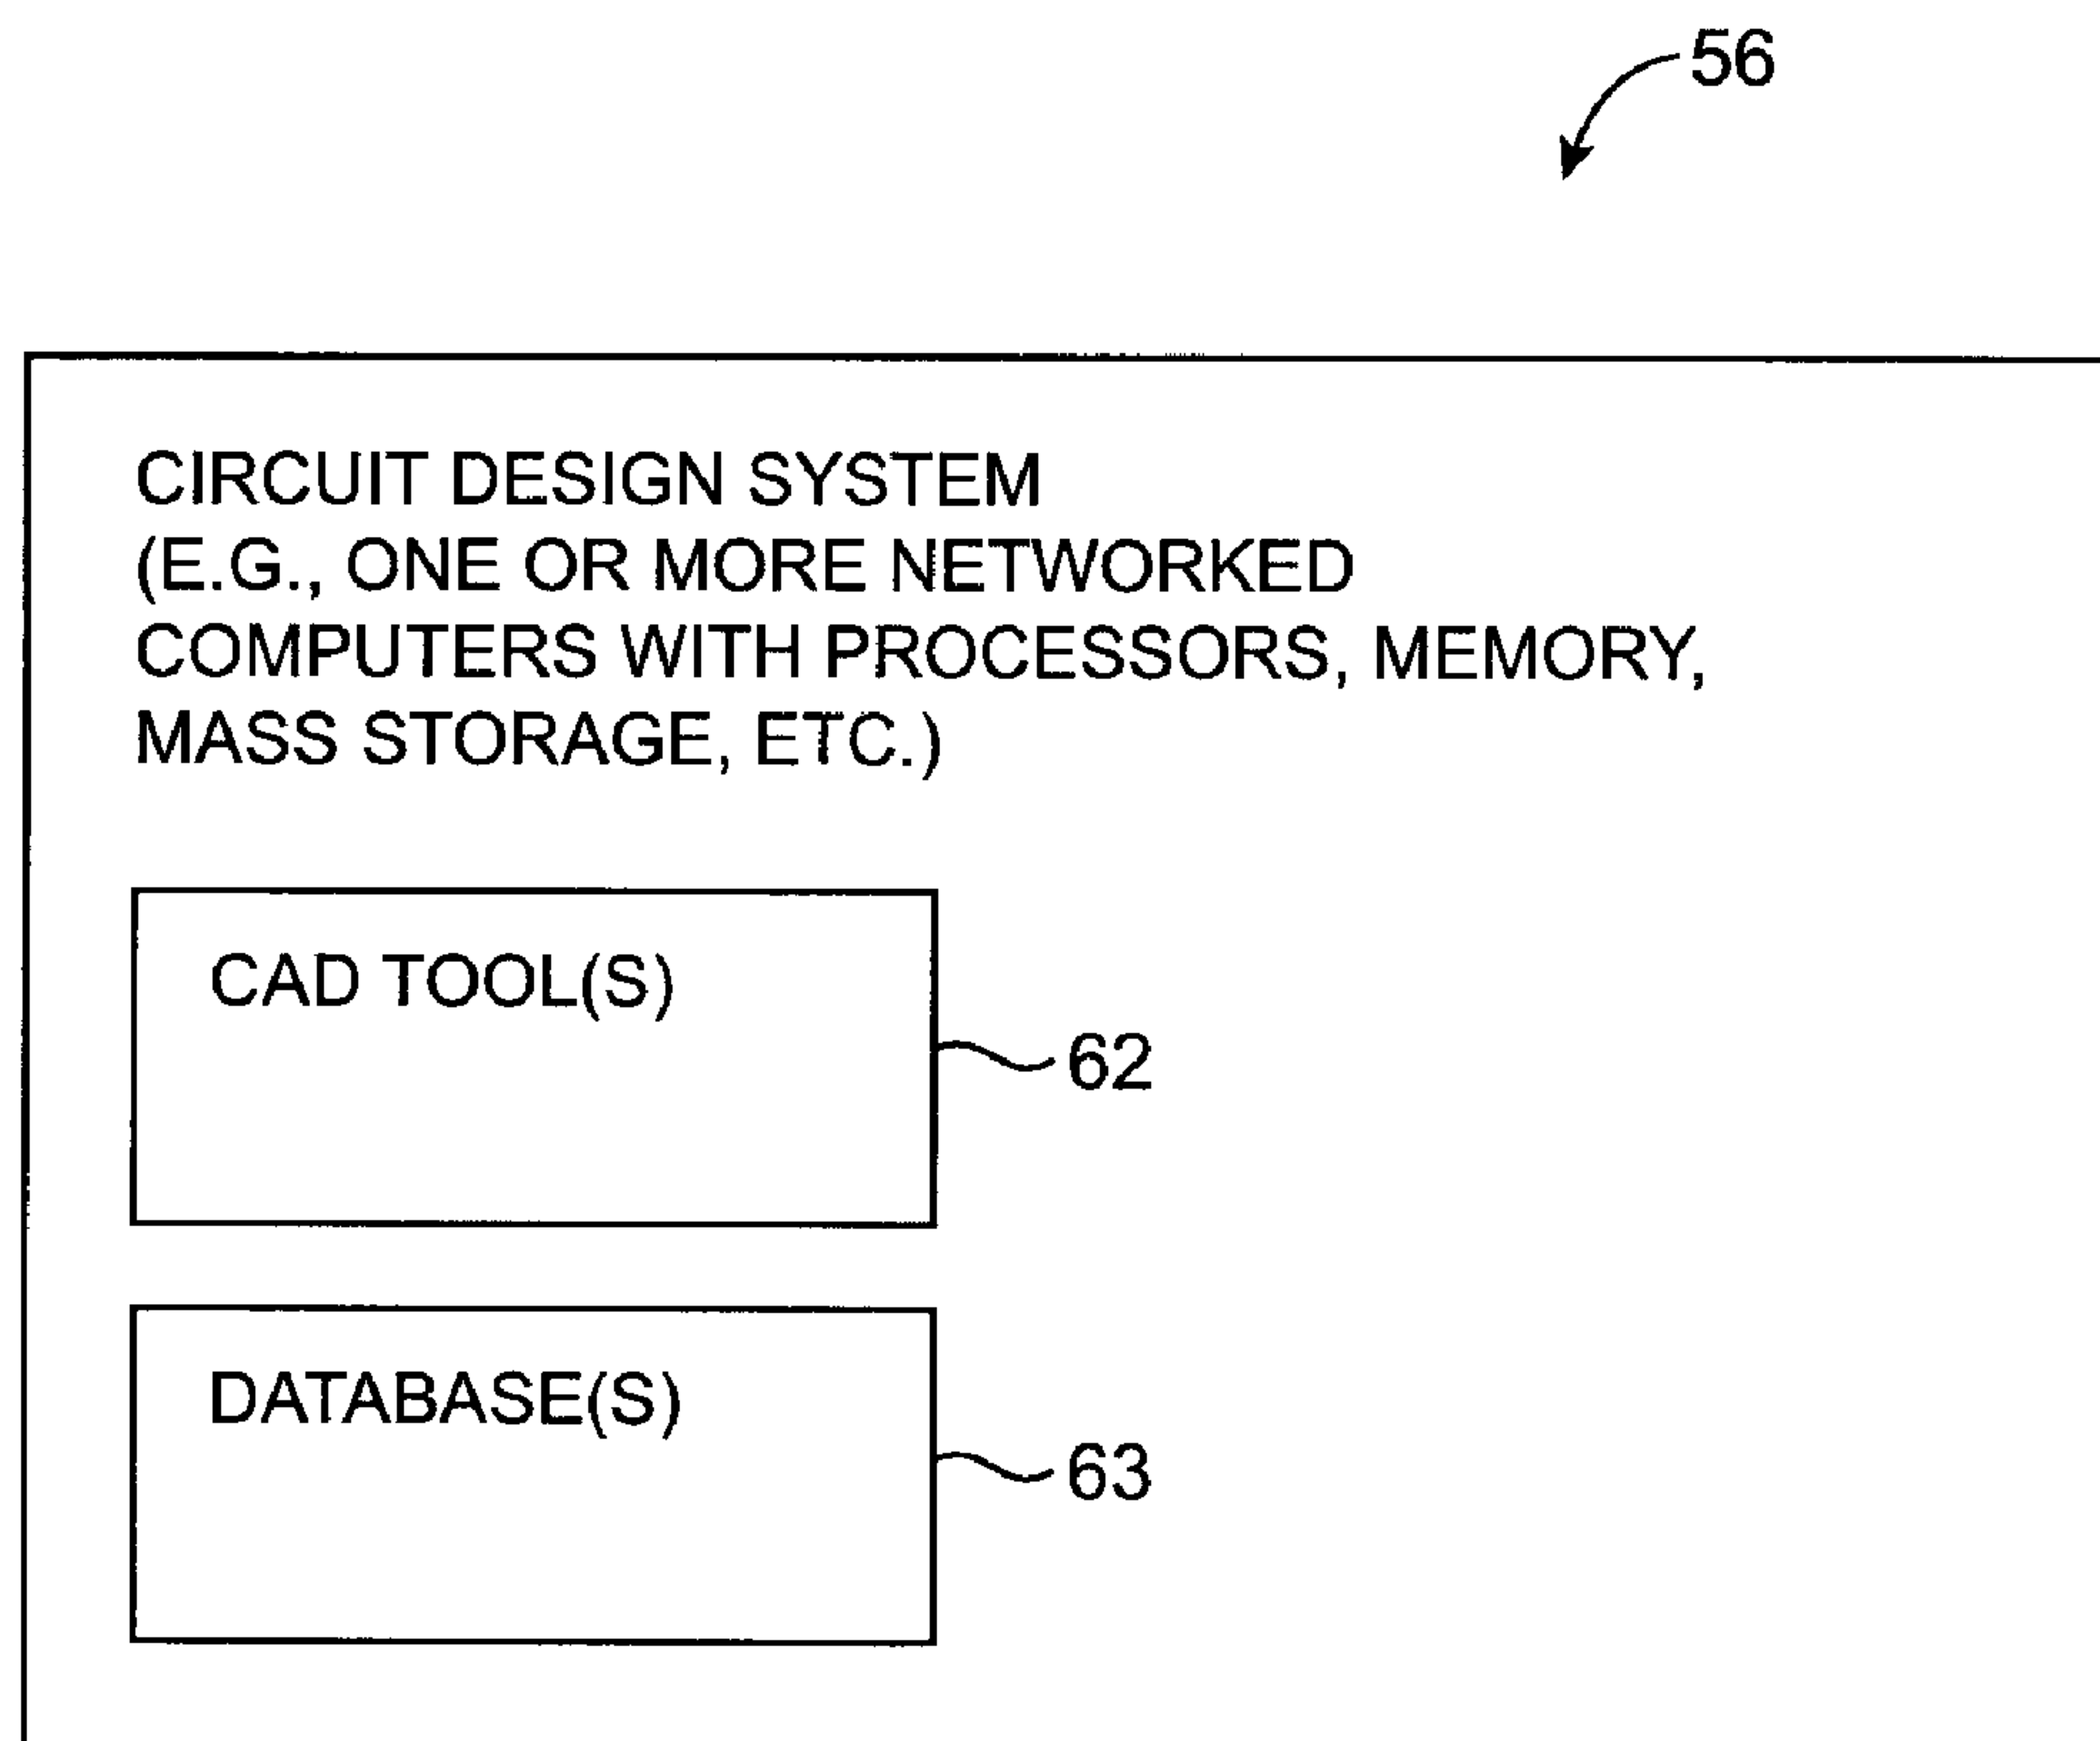 56
CIRCUIT DESIGN SYSTEM
(E.G., ONE OR MORE NETWORKED
COMPUTERS WITH PROCESSORS, MEMORY,
MASS STORAGE, ETC.)
CAD TOOL(S)
62
DATABASE(S)
63